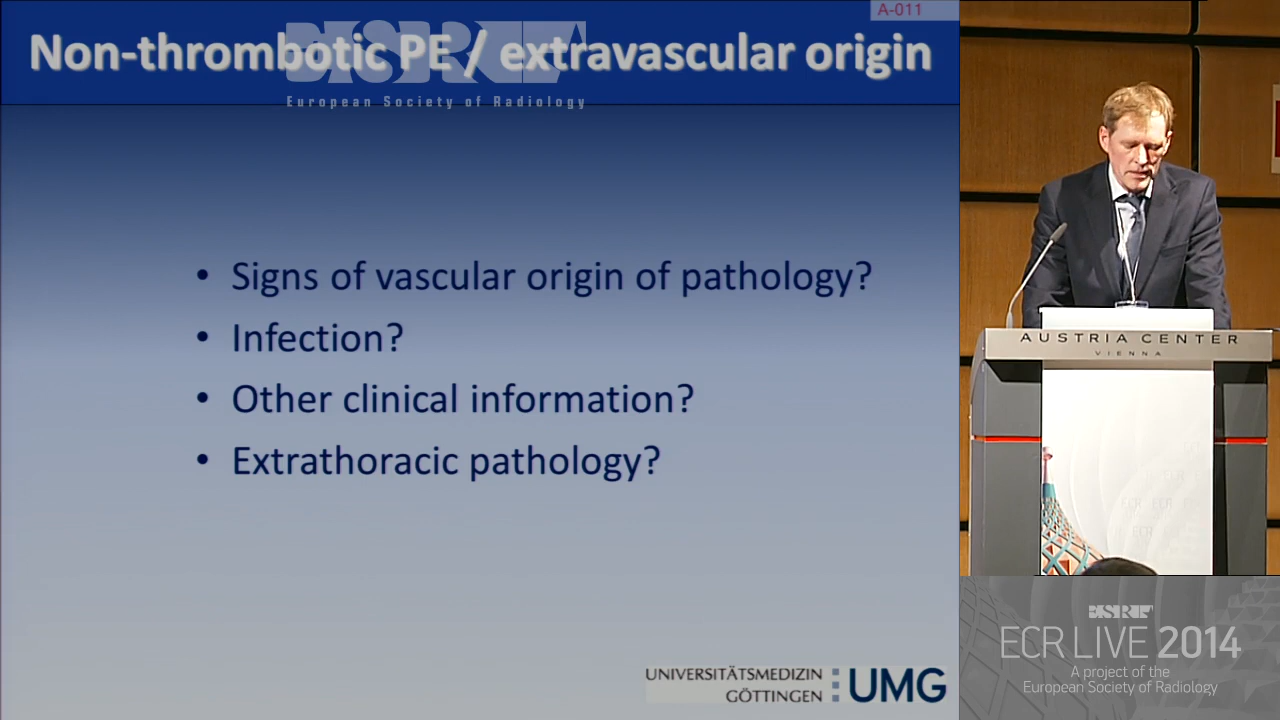 A-011
Non-thrombotic PE / extravascular origin
ESR
European Society of Radiology
• Signs of vascular origin of pathology?
• Infection?
• Other clinical information?
• Extrathoracic pathology?
UNIVERSITÄTSMEDIZIN
GÖTTINGEN
UMG
AUSTRIA CENTER
VIENNA
ESR
ECR LIVE 2014
A project of the
European Society of Radiology